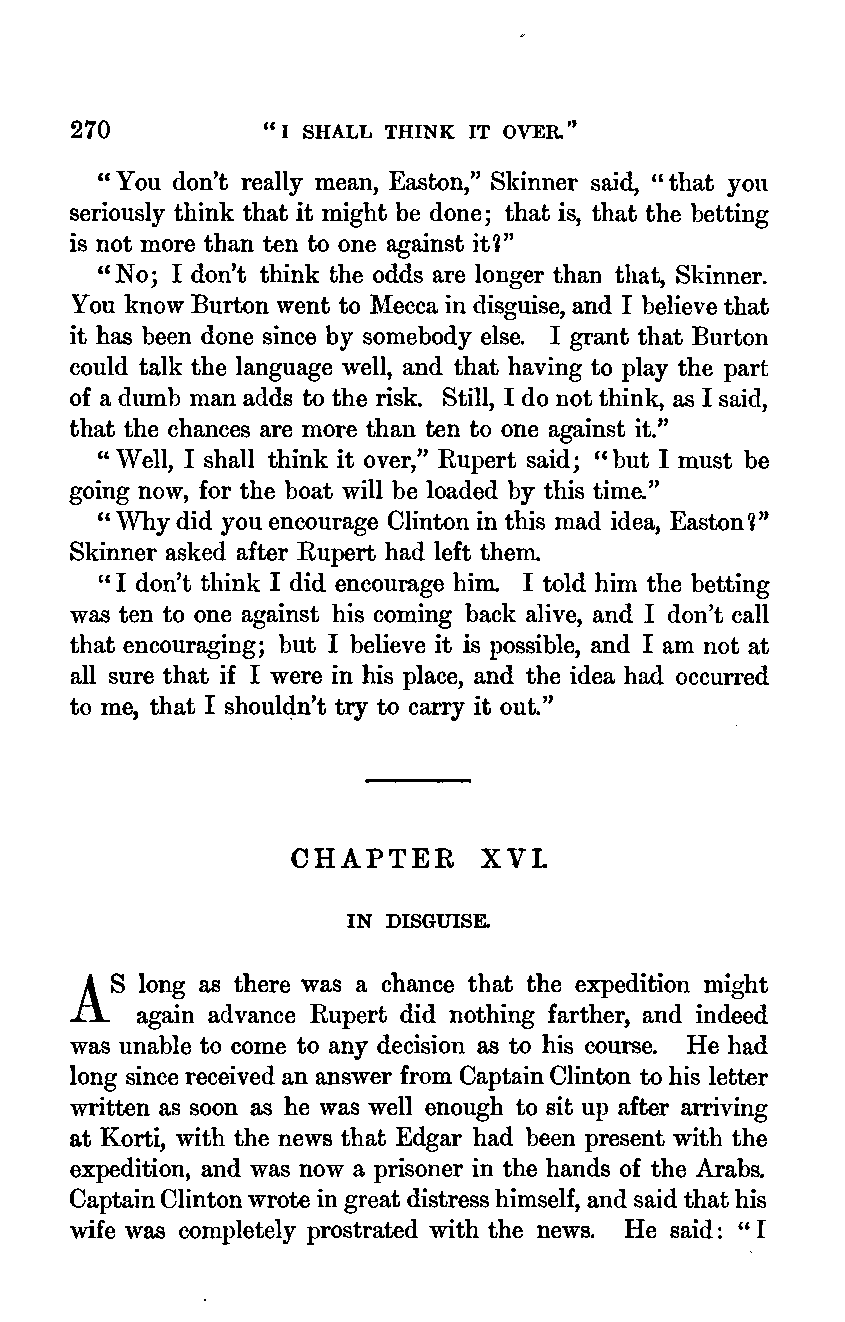 270 "I SHALL THINK IT OVER."
"You don't really mean, Easton," Skinner said, "that you
seriously think that it might be done; that is, that the betting
is not more than ten to one against it?"
"No; I don't think the odds are longer than that, Skinner.
You know Burton went to Mecca in disguise, and I believe that
it has been done since by somebody else. I grant that Burton
could talk the language well, and that having to play the part
of a dumb man adds to the risk. Still, I do not think, as I said,
that the chances are more than ten to one against it."
"Well, I shall think it over," Rupert said; "but I must be
going now, for the boat will be loaded by this time."
"Why did you encourage Clinton in this mad idea, Easton?"
Skinner asked after Rupert had left them.
"I don't think I did encourage him. I told him the betting
was ten to one against his coming back alive, and I don't call
that encouraging; but I believe it is possible, and I am not at
all sure that if I were in his place, and the idea had occurred
to me, that I shouldn't try to carry it out."
CHAPTER XVI.
IN DISGUISE.
AS long as there was a chance that the expedition might
again advance Rupert did nothing farther, and indeed
was unable to come to any decision as to his course. He had
long since received an answer from Captain Clinton to his letter
written as soon as he was well enough to sit up after arriving
at Korti, with the news that Edgar had been present with the
expedition, and was now a prisoner in the hands of the Arabs.
Captain Clinton wrote in great distress himself, and said that his
wife was completely prostrated with the news. He said: "I